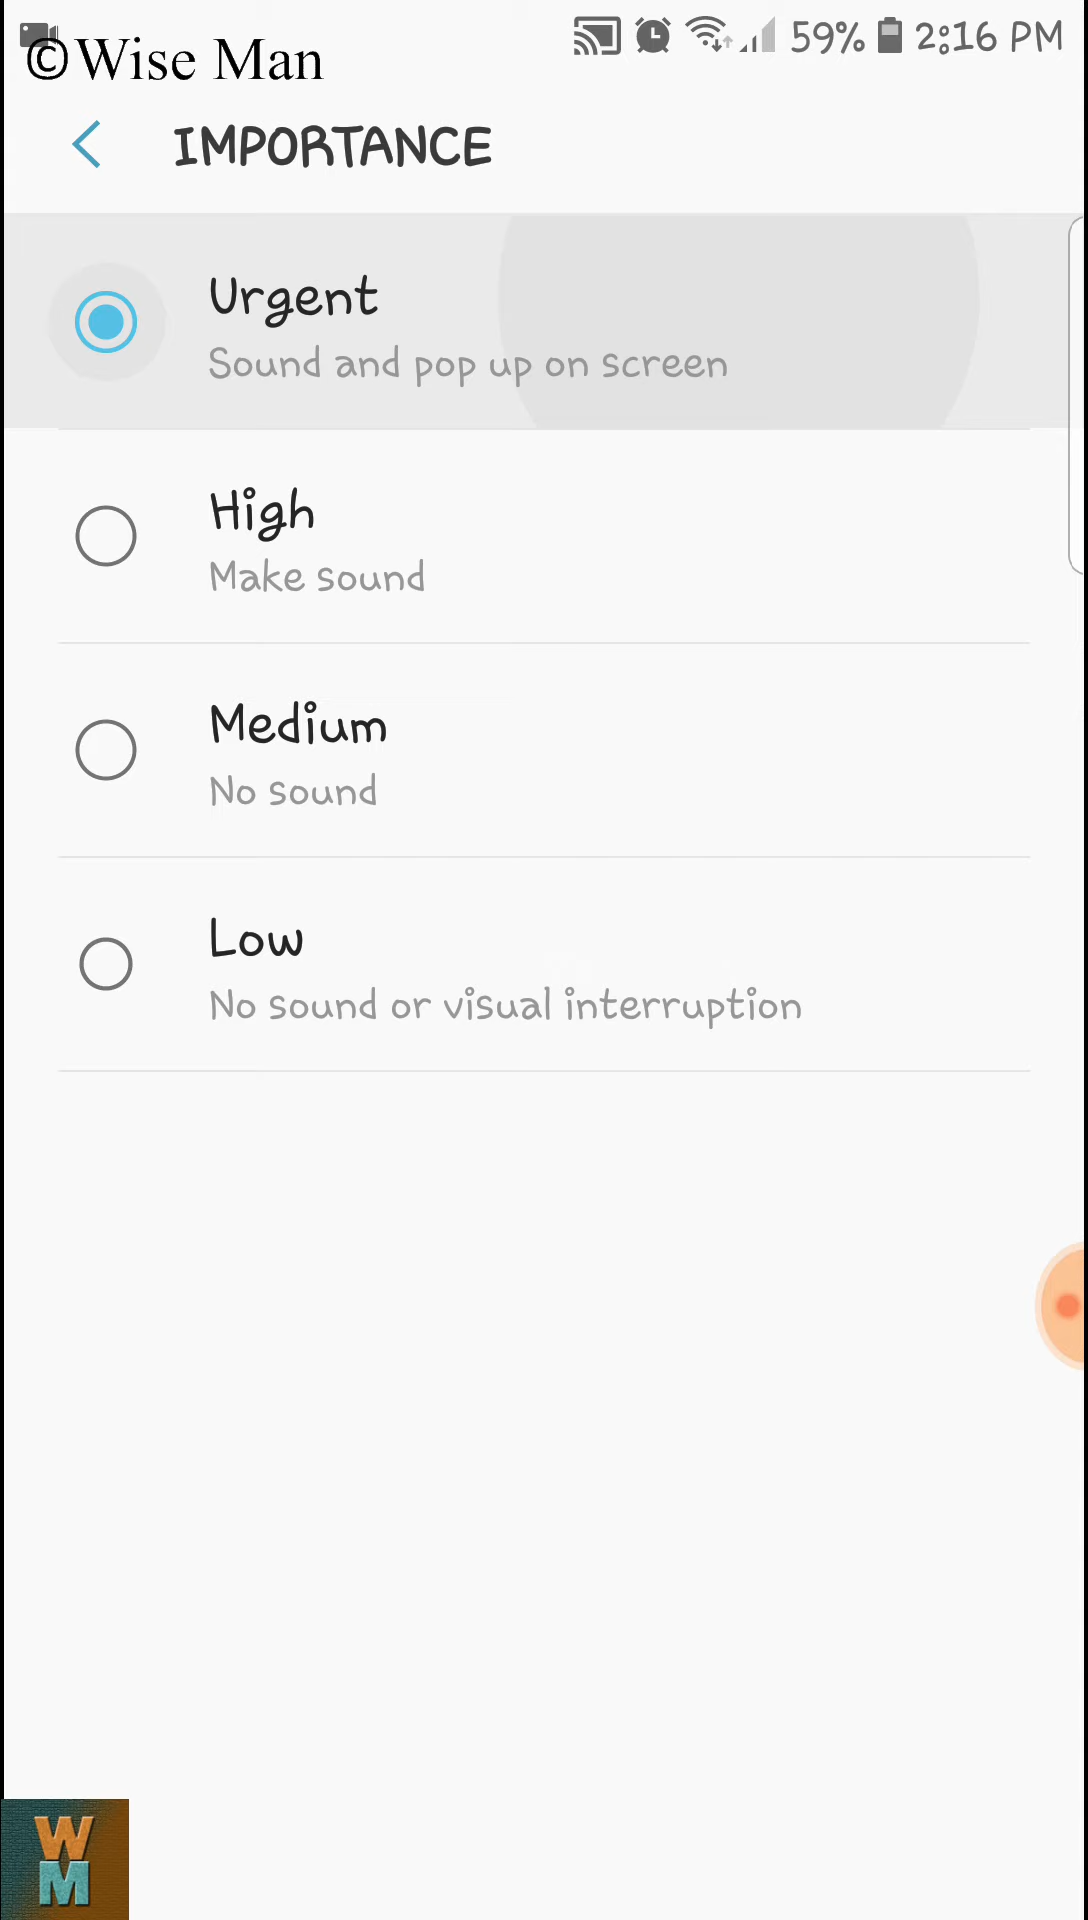 ©Wise Man
59% 2:16 PM
IMPORTANCE
Urgent
Sound and pop up on screen
High
Make sound
Medium
No sound
Low
No sound or visual interruption
W
M